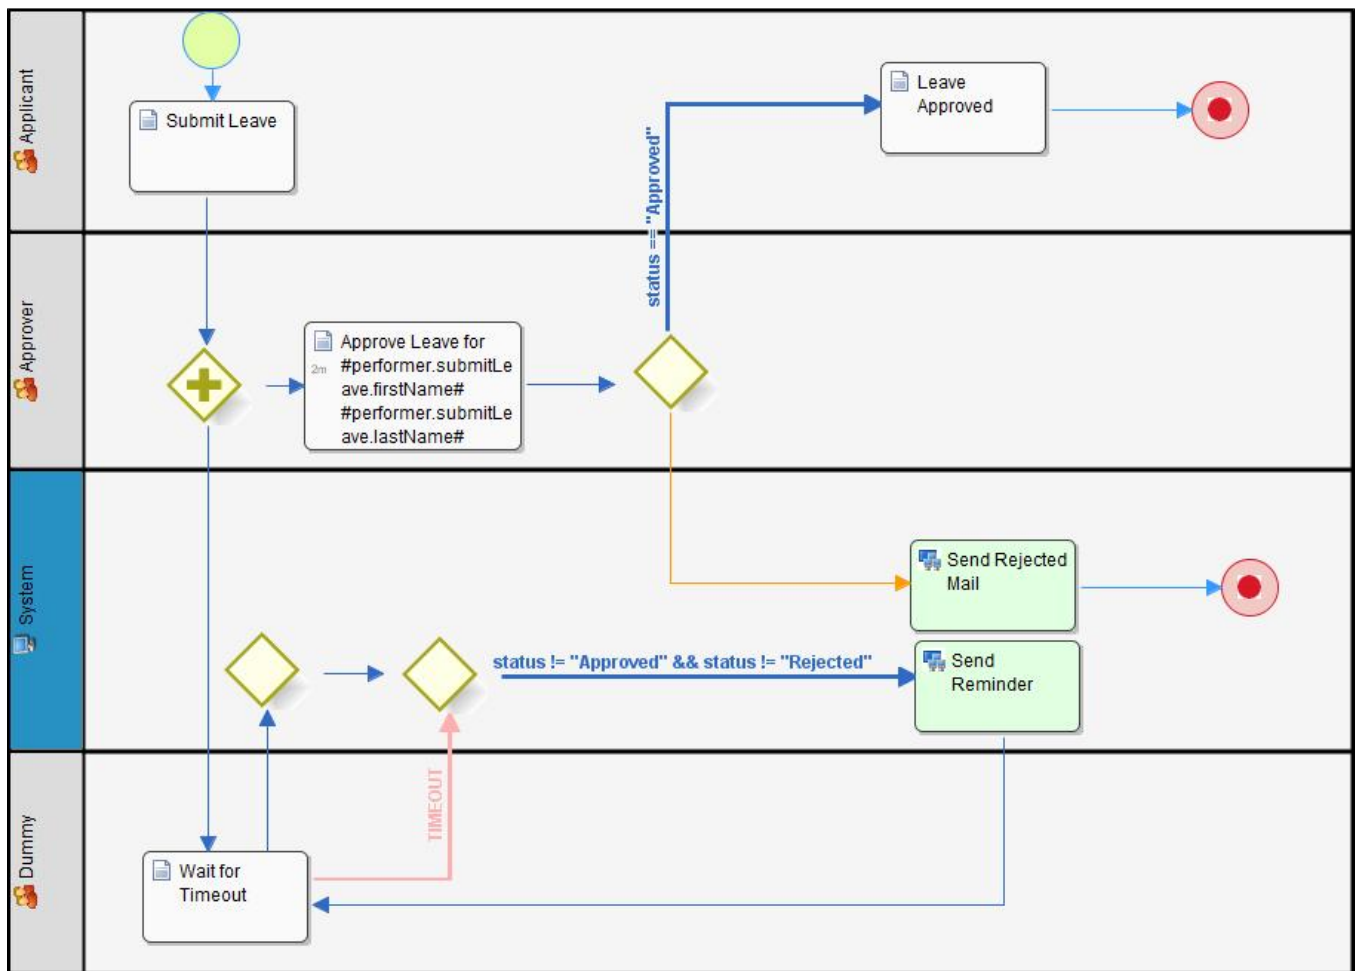 Applicant
Submit Leave
Leave
Approved
status == "Approved"
Approver
2m
Approve Leave for
#performer.submitLe
ave.firstName#
#performer.submitLe
ave.lastName#
System
Send Rejected
Mail
status != "Approved" && status != "Rejected"
Send
Reminder
Dummy
TIMEOUT
Wait for
Timeout